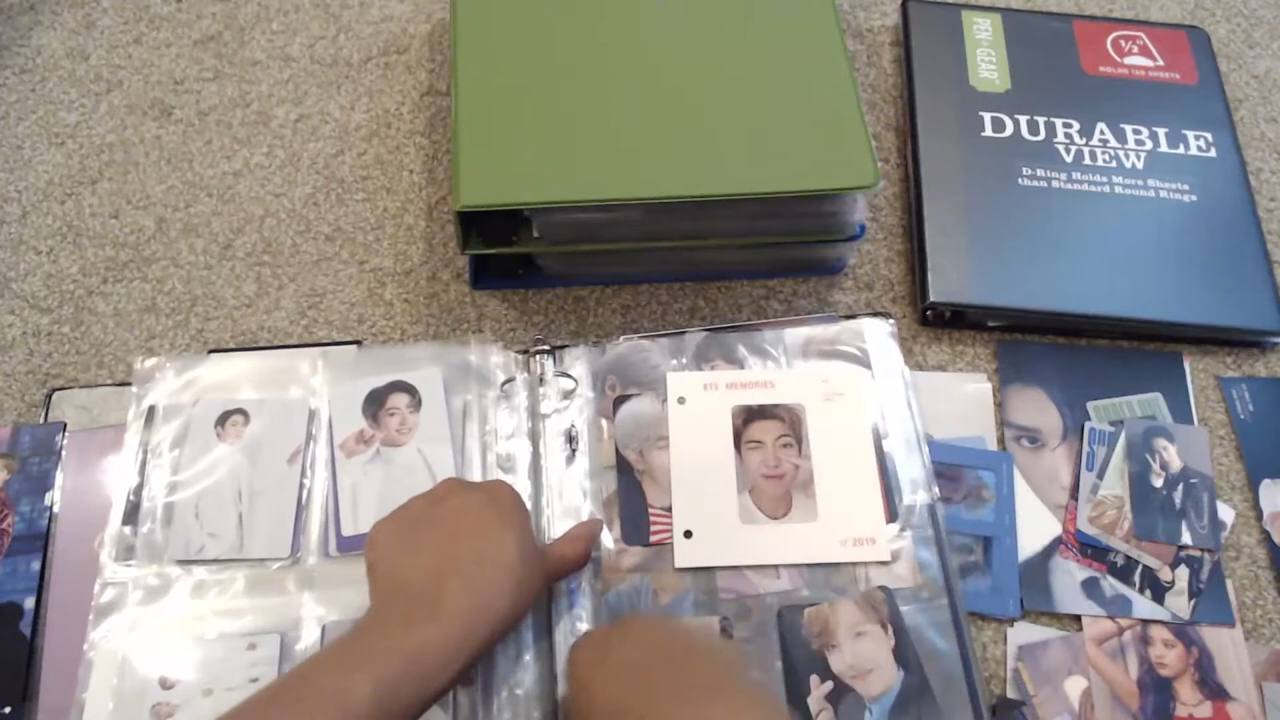 PEN+GEAR
1/2"
HOLDS 120 SHEETS
DURABLE
VIEW
D-Ring Holds More Sheets
than Standard Round Rings
BTS MEMORIES
of 2019